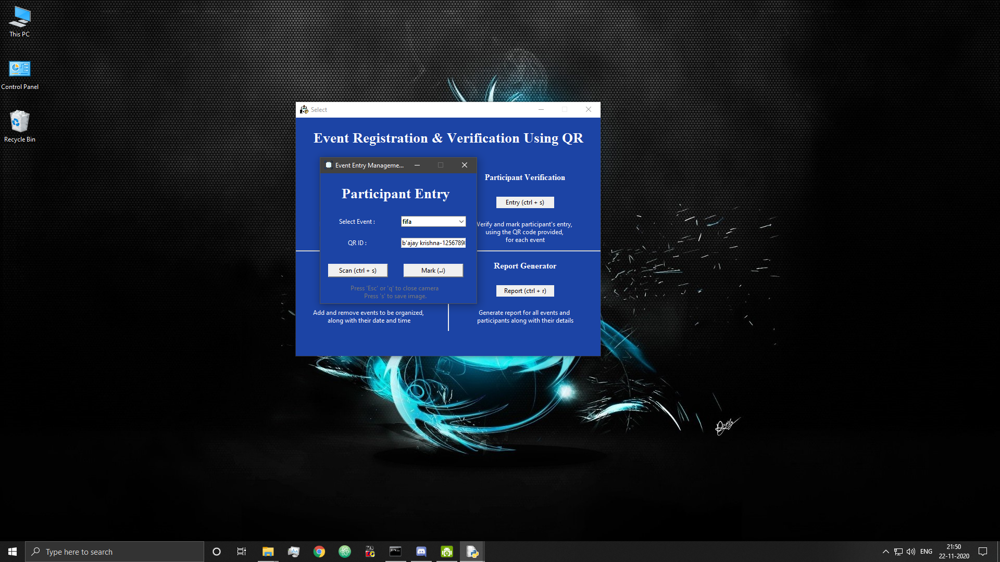 This PC
Control Panel
Recycle Bin
Select
Event Registration & Verification Using QR
Event Entry Manageme...
Participant Entry
Select Event :
fifa
QR ID :
b'ajay krishna-12567890
Scan (ctrl + s)
Mark (↵)
Press 'Esc' or 'q' to close camera
Press 's' to save image.
Participant Verification
Entry (ctrl + s)
Verify and mark participant's entry,
using the QR code provided,
for each event
Add and remove events to be organized,
along with their date and time
Report Generator
Report (ctrl + r)
Generate report for all events and
participants along with their details
Type here to search
ENG
21:50
22-11-2020